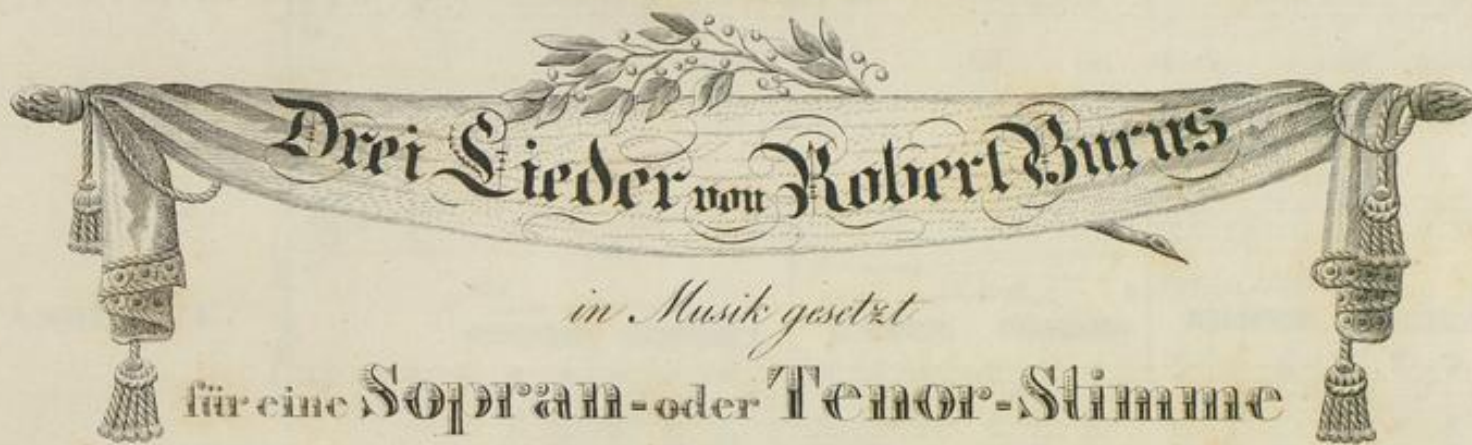 Drei Lieder von Robert Burns
in Musik gesetzt
für eine Sopran-oder Tenor-Stimme